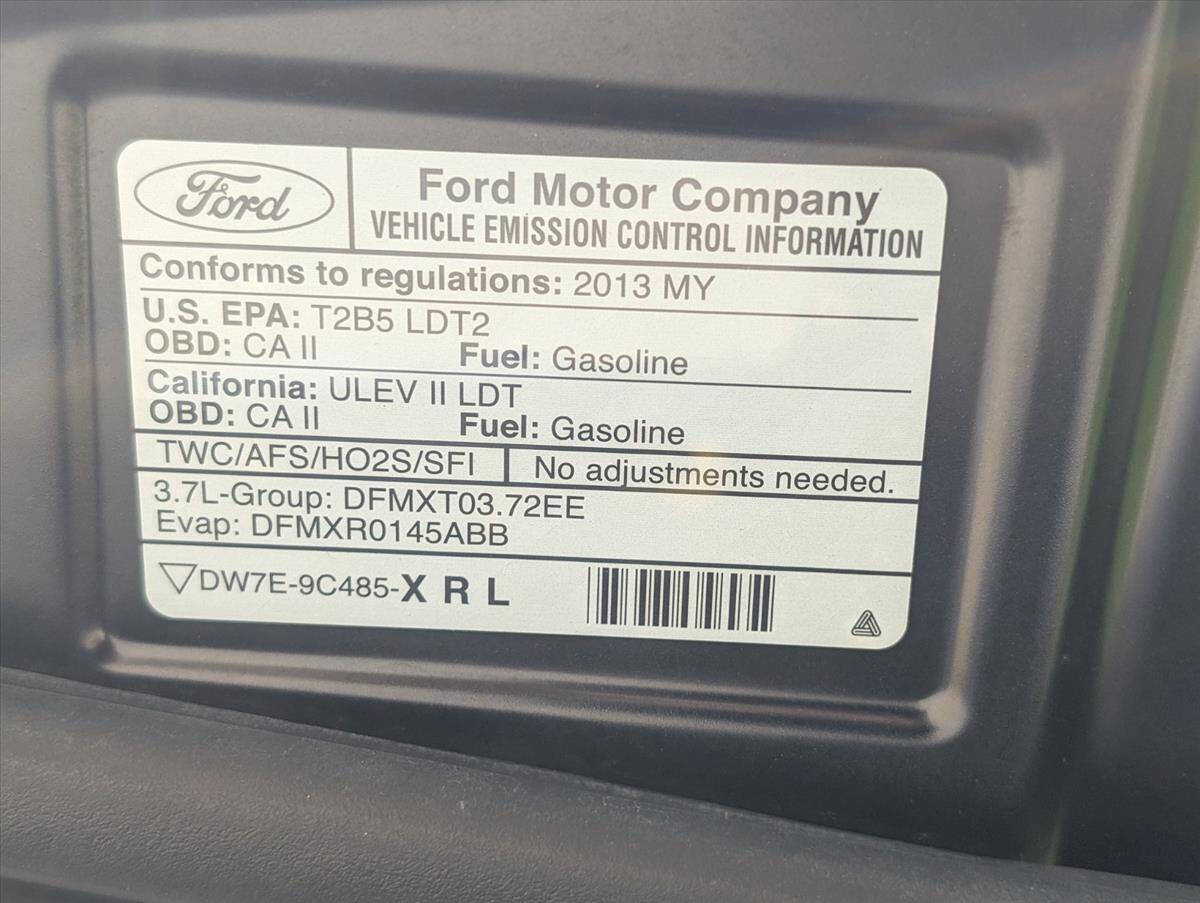 Ford
Ford Motor Company
VEHICLE EMISSION CONTROL INFORMATION
Conforms to regulations: 2013 MY
U.S. EPA: T2B5 LDT2
OBD: CA II Fuel: Gasoline
California: ULEV II LDT
OBD: CA II Fuel: Gasoline
TWC/AFS/HO2S/SFI No adjustments needed.
3.7L-Group: DFMXT03.72EE
Evap: DFMXR0145ABB
▽DW7E-9C485-X R L